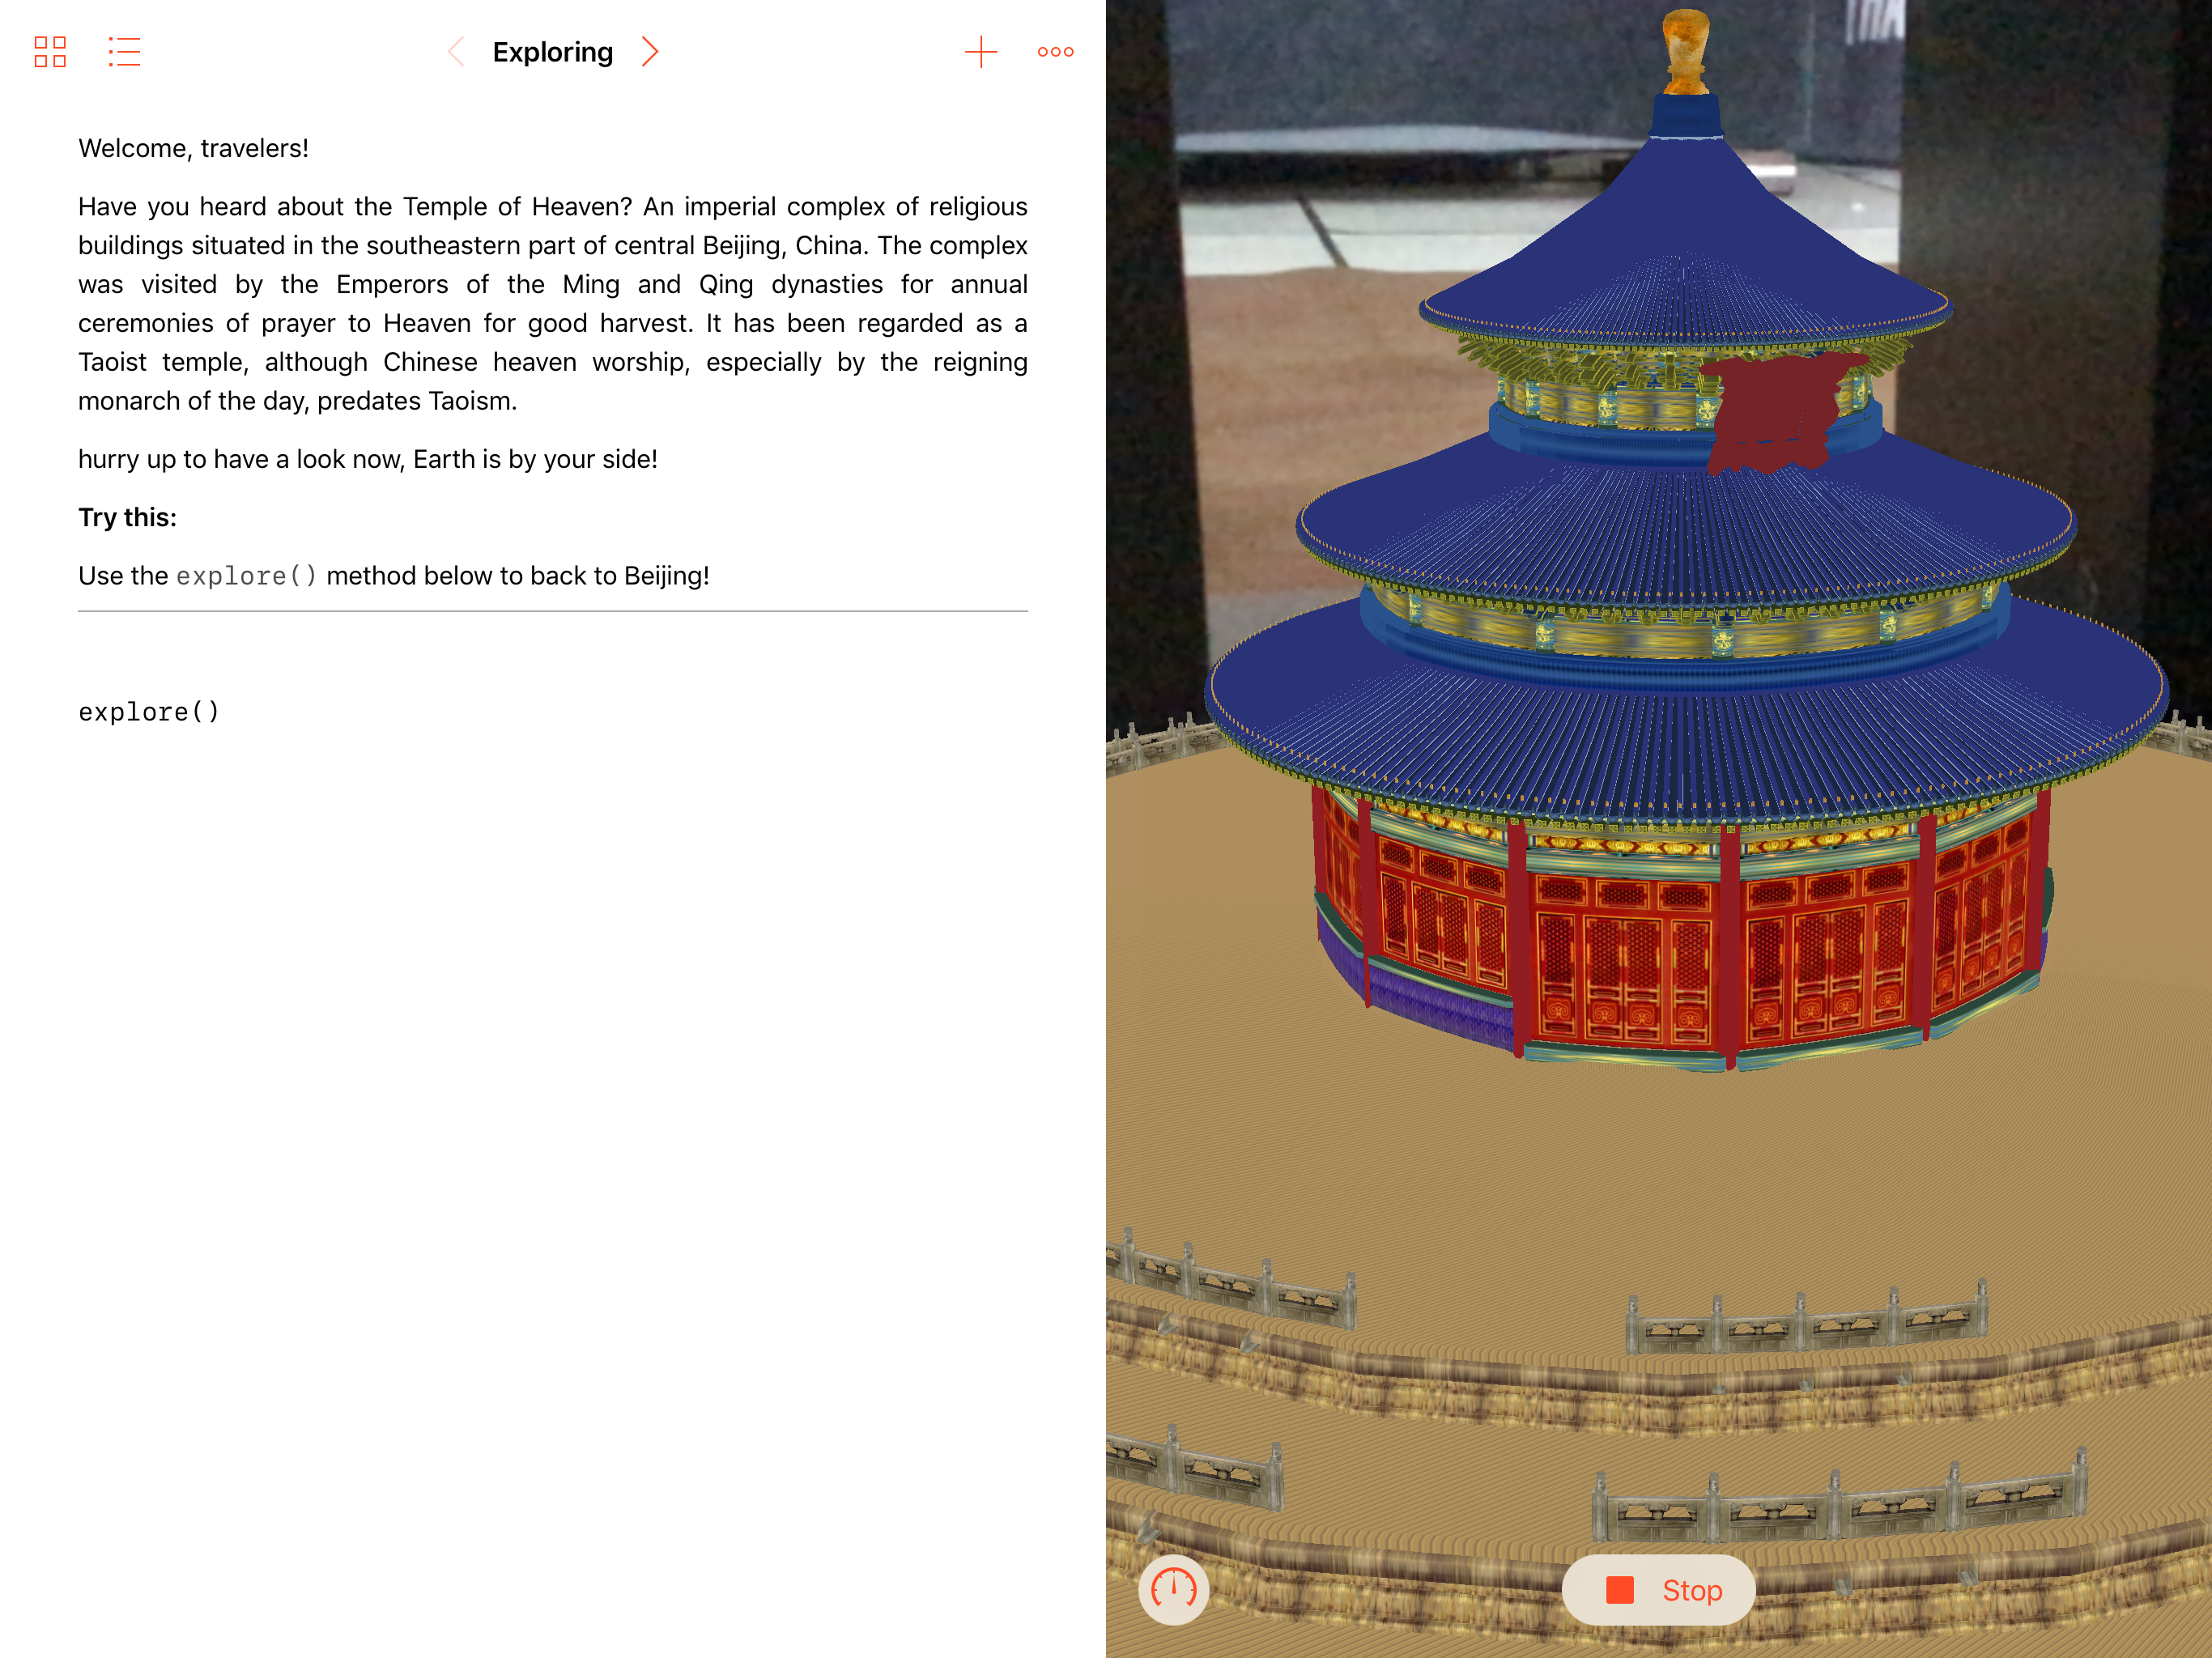 Exploring
Welcome, travelers!
Have you heard about the Temple of Heaven? An imperial complex of religious
buildings situated in the southeastern part of central Beijing, China. The complex
was visited by the Emperors of the Ming and Qing dynasties for annual
ceremonies of prayer to Heaven for good harvest. It has been regarded as a
Taoist temple, although Chinese heaven worship, especially by the reigning
monarch of the day, predates Taoism.
hurry up to have a look now, Earth is by your side!
Try this:
Use the explore() method below to back to Beijing!
explore()
Stop